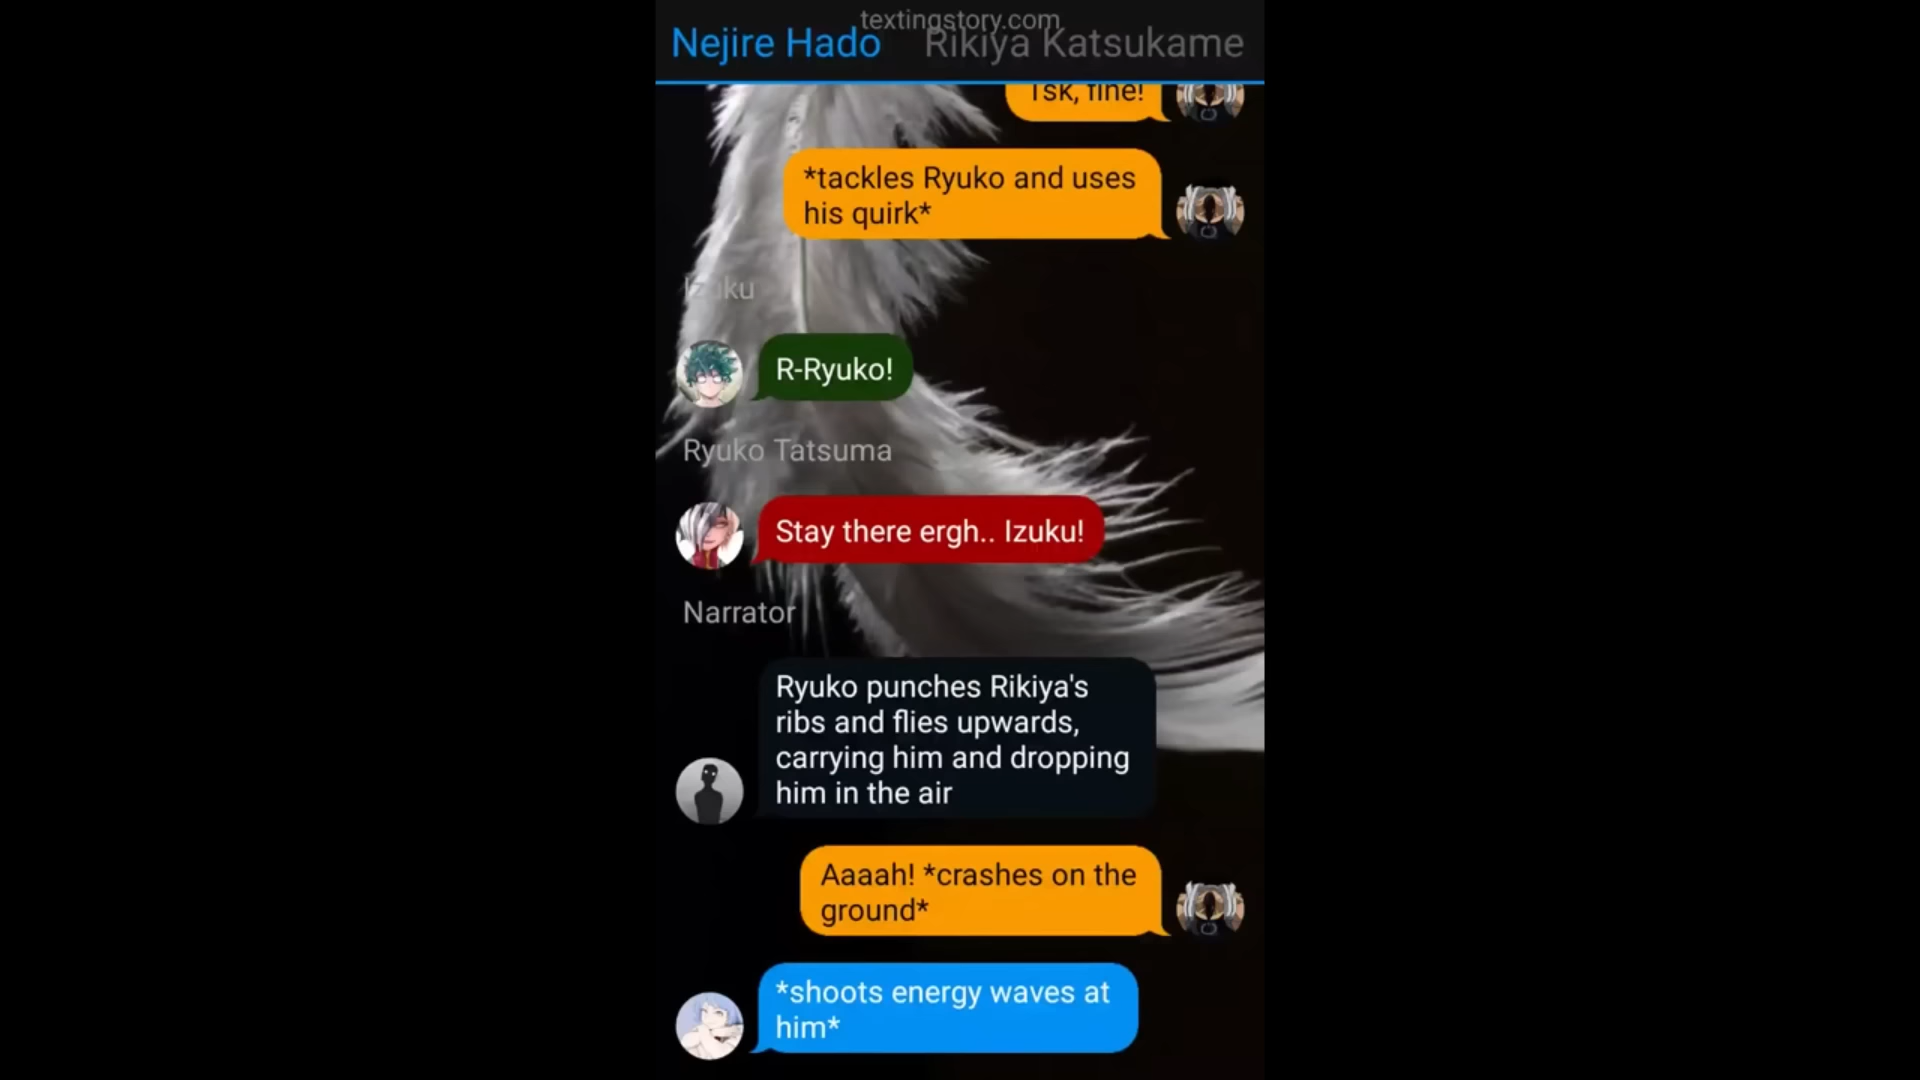 textingstory.com
Nejire Hado Rikiya Katsukame
Tsk, fine!
*tackles Ryuko and uses
his quirk*
Izuku
R-Ryuko!
Ryuko Tatsuma
Stay there ergh.. Izuku!
Narrator
Ryuko punches Rikiya's
ribs and flies upwards,
carrying him and dropping
him in the air
Aaaah! *crashes on the
ground*
*shoots energy waves at
him*